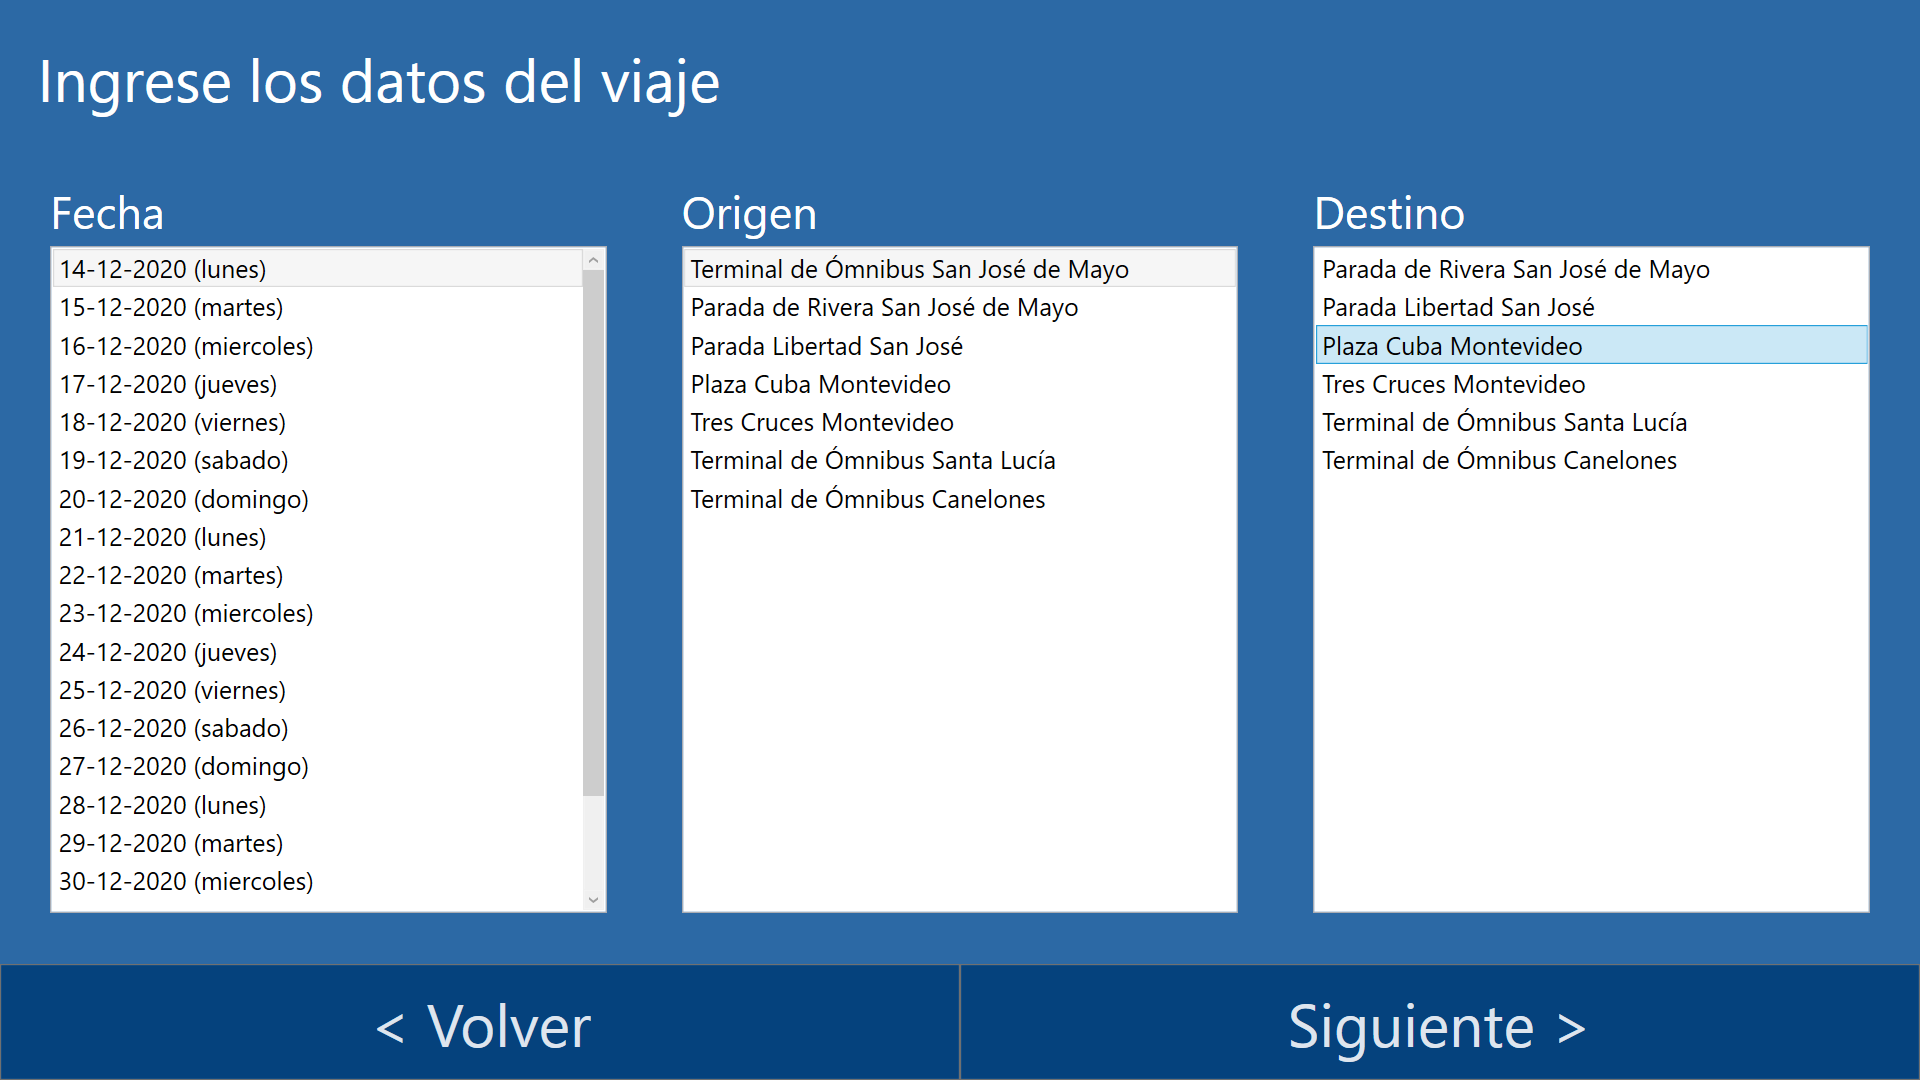 Ingrese los datos del viaje
Fecha
14-12-2020 (lunes)
15-12-2020 (martes)
16-12-2020 (miercoles)
17-12-2020 (jueves)
18-12-2020 (viernes)
19-12-2020 (sabado)
20-12-2020 (domingo)
21-12-2020 (lunes)
22-12-2020 (martes)
23-12-2020 (miercoles)
24-12-2020 (jueves)
25-12-2020 (viernes)
26-12-2020 (sabado)
27-12-2020 (domingo)
28-12-2020 (lunes)
29-12-2020 (martes)
30-12-2020 (miercoles)
Origen
Terminal de Ómnibus San José de Mayo
Parada de Rivera San José de Mayo
Parada Libertad San José
Plaza Cuba Montevideo
Tres Cruces Montevideo
Terminal de Ómnibus Santa Lucía
Terminal de Ómnibus Canelones
Destino
Parada de Rivera San José de Mayo
Parada Libertad San José
Plaza Cuba Montevideo
Tres Cruces Montevideo
Terminal de Ómnibus Santa Lucía
Terminal de Ómnibus Canelones
< Volver
Siguiente >